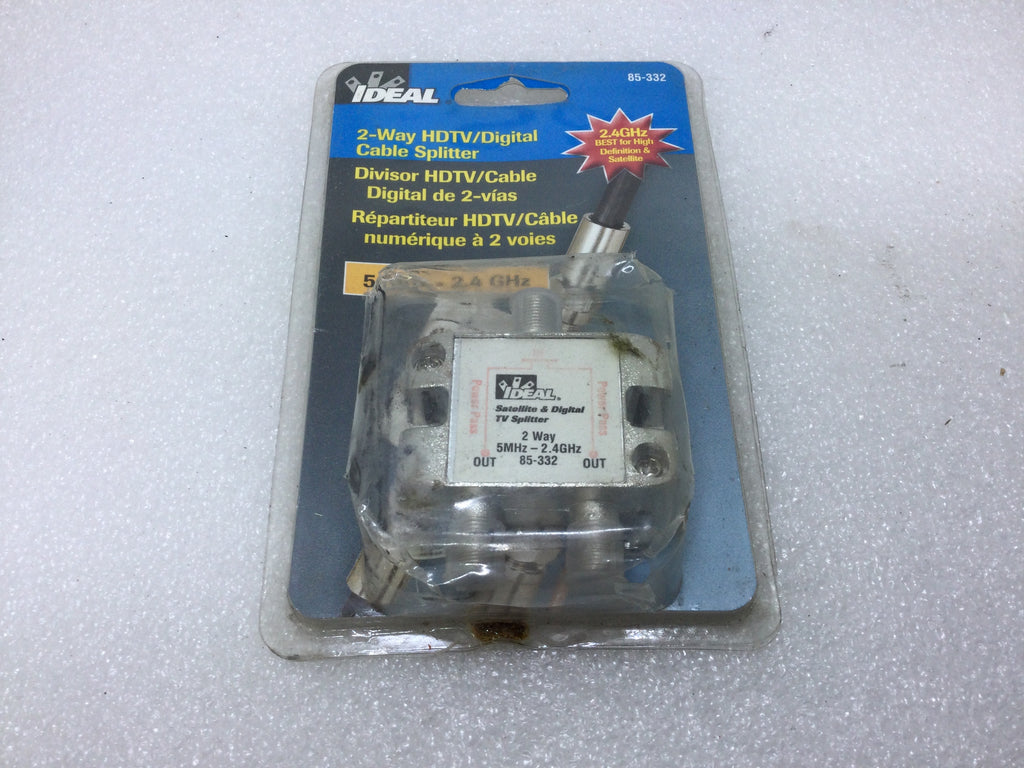 IDEAL
85-332
2.4GHz
BEST for High
Definition &
Satellite
2-Way HDTV/Digital
Cable Splitter
Divisor HDTV/Cable
Digital de 2-vías
Répartiteur HDTV/Câble
numérique à 2 voies
5 - 2.4 GHz
IN
Power Pass
Power Pass
IDEAL
Satellite & Digital
TV Splitter
2 Way
5MHz – 2.4GHz
OUT 85-332 OUT